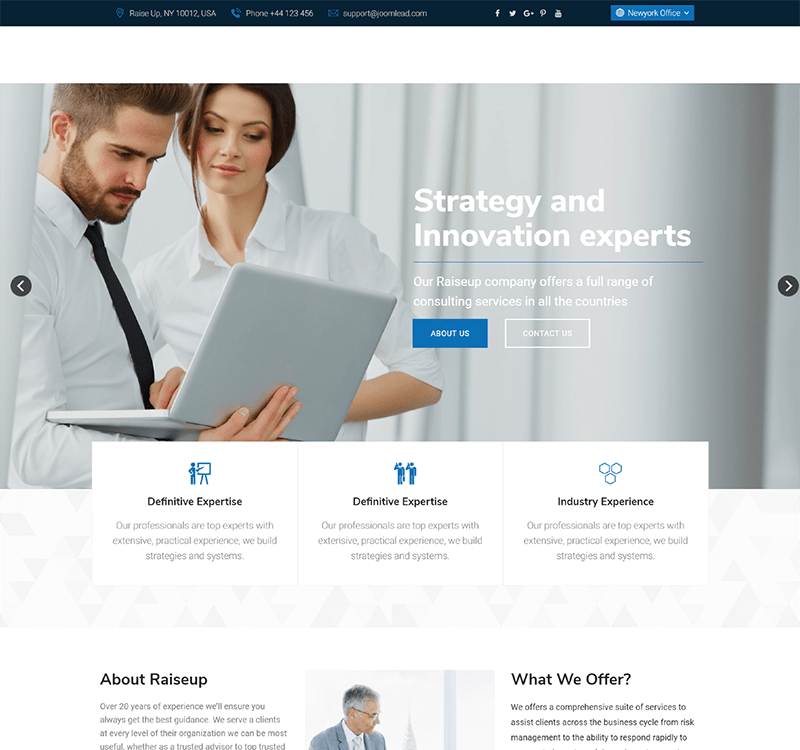 Raise Up, NY 10012, USA Phone +44 123 456 support@joomlead.com Newyork Office
Strategy and
Innovation experts
Our Raiseup company offers a full range of
consulting services in all the countries
ABOUT US CONTACT US
Definitive Expertise
Our professionals are top experts with
extensive, practical experience, we build
strategies and systems.
Definitive Expertise
Our professionals are top experts with
extensive, practical experience, we build
strategies and systems.
Industry Experience
Our professionals are top experts with
extensive, practical experience, we build
strategies and systems.
About Raiseup
Over 20 years of experience we'll ensure you
always get the best guidance. We serve a clients
at every level of their organization we can be most
useful, whether as a trusted advisor to top trusted
What We Offer?
We offers a comprehensive suite of services to
assist clients across the business cycle from risk
management to the ability to respond rapidly to